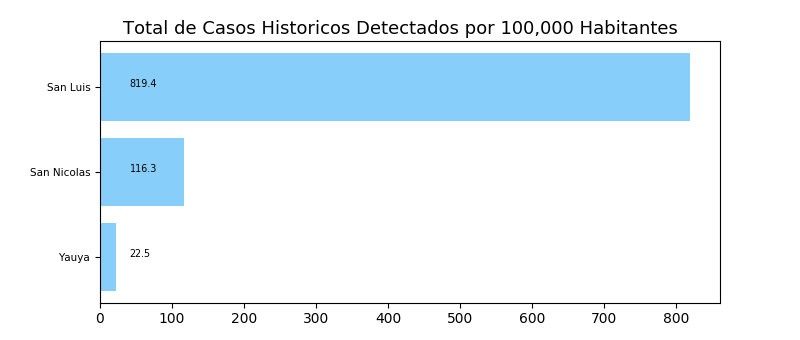 Total de Casos Historicos Detectados por 100,000 Habitantes
San Luis 819.4
San Nicolas 116.3
Yauya 22.5
0 100 200 300 400 500 600 700 800